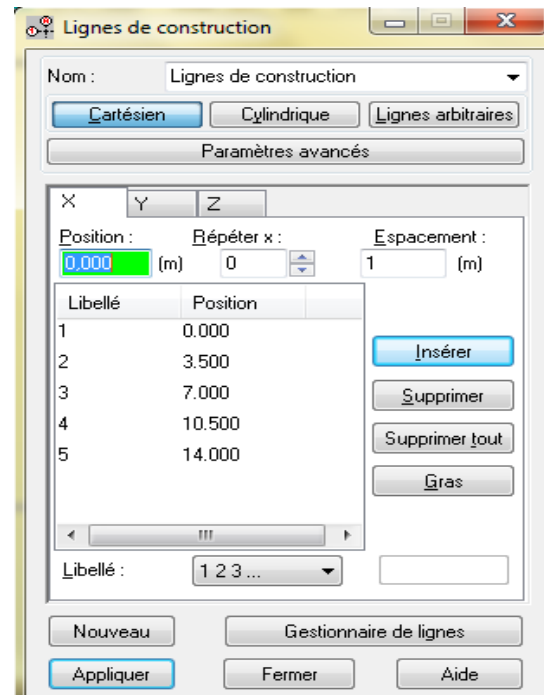 Lignes de construction
Nom : Lignes de construction
Cartésien Cylindrique Lignes arbitraires
Paramètres avancés
X Y Z
Position : Répéter x : Espacement :
0,000 (m) 0 1 (m)
Libellé Position
1 0.000
2 3.500
3 7.000
4 10.500
5 14.000
Insérer
Supprimer
Supprimer tout
Gras
Libellé : 1 2 3 ...
Nouveau Gestionnaire de lignes
Appliquer Fermer Aide